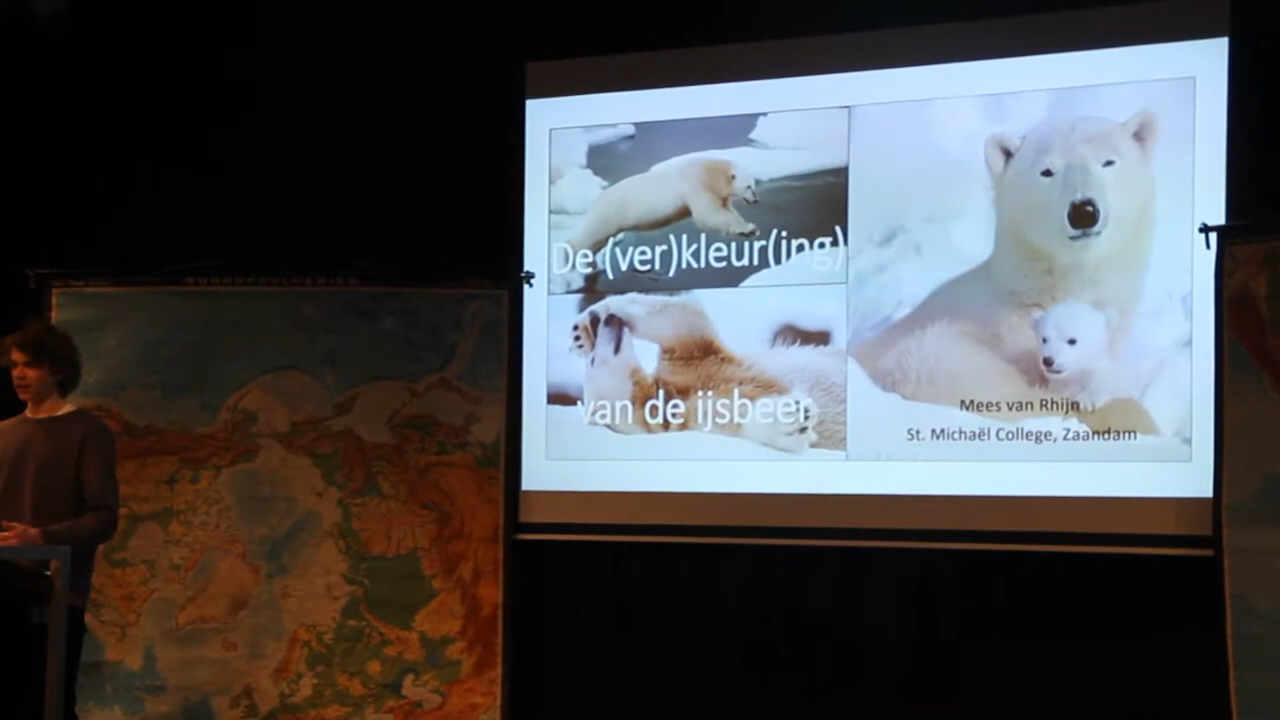 De (ver)kleur(ing)
van de ijsbeer
Mees van Rhijn
St. Michaël College, Zaandam